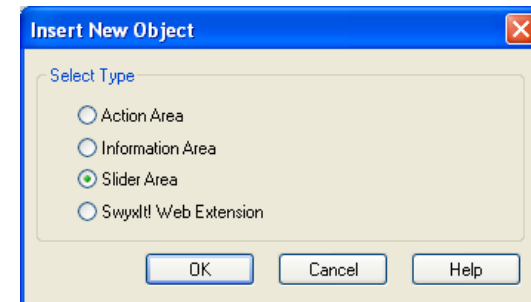 Insert New Object
Select Type
Action Area
Information Area
Slider Area
SwyxIt! Web Extension
OK Cancel Help